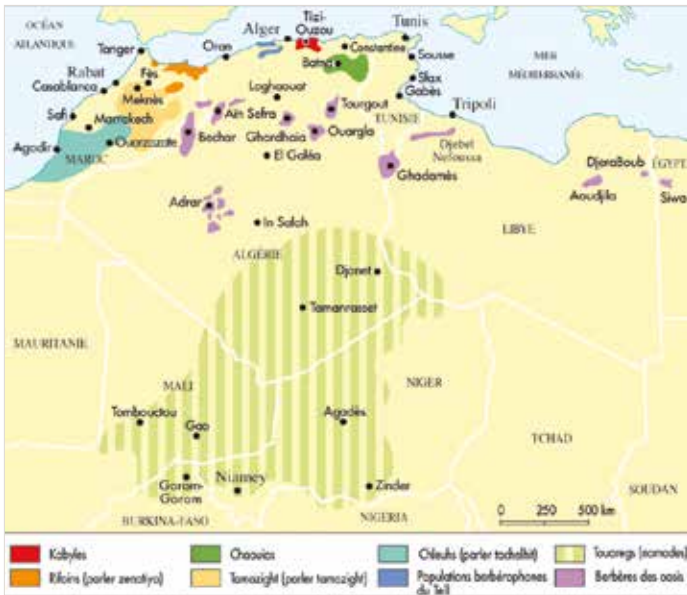 OCÉAN
ATLANTIQUE
Tanger
Oran
Alger
Tizi-
Ouzou
Constantine
Tunis
MER
MÉDITERRANÉE
Rabat
Fès
Batna
Sousse
Casablanca
Meknès
Laghaouat
Sfax
Gabès
Safi
Marrakech
Aïn Sefra
Tourgout
TUNISIE
Tripoli
Agadir
MAROC
Ouarzazate
Bechar
Ghardhaia
Ouargla
Djebel
Nefoussa
El Goléa
Ghadamès
DjeraBoub
ÉGYPTE
Aoudjila
Siwa
Adrar
In Salah
LIBYE
ALGÉRIE
Djanet
Tamanrasset
MAURITANIE
MALI
NIGER
Tombouctou
Gao
Agadès
TCHAD
Gorom-
Gorom
Niamey
Zinder
SOUDAN
BURKINA-FASO
NIGERIA
0 250 500 km
Kabyles
Chaouias
Chleuhs (parler tachalhit)
Touaregs (nomades)
Rifains (parler zenatiya)
Tamazight (parler tamazight)
Populations berbérophones
du Tell
Berbères des oasis